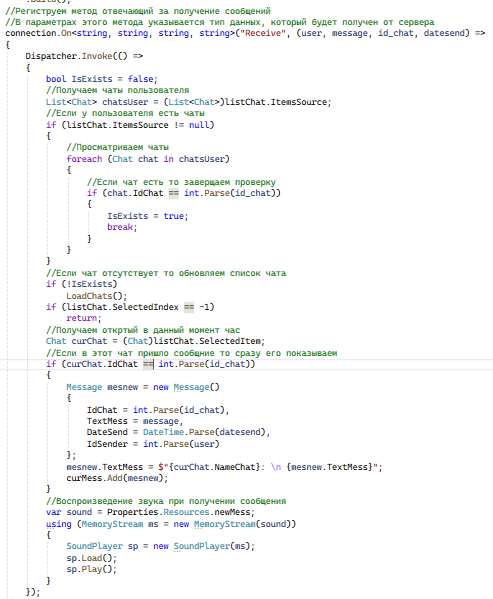 //Региструем метод отвечающий за получение сообщений
//В параметрах этого метода указывается тип данных, который будет получен от сервера
connection.On<string, string, string, string>("Receive", (user, message, id_chat, datesend) =>
{
Dispatcher.Invoke(() =>
{
bool IsExists = false;
//Получаем чаты пользователя
List<Chat> chatsUser = (List<Chat>)listChat.ItemsSource;
//Если у пользователя есть чаты
if (listChat.ItemsSource != null)
{
//Просматриваем чаты
foreach (Chat chat in chatsUser)
{
//Если чат есть то заверщаем проверку
if (chat.IdChat == int.Parse(id_chat))
{
IsExists = true;
break;
}
}
}
//Если чат отсутствует то обновляем список чата
if (!IsExists)
LoadChats();
if (listChat.SelectedIndex == -1)
return;
//Получаем откртый в данный момент час
Chat curChat = (Chat)listChat.SelectedItem;
//Если в этот чат пришло сообщние то сразу его показываем
if (curChat.IdChat == int.Parse(id_chat))
{
Message mesnew = new Message()
{
IdChat = int.Parse(id_chat),
TextMess = message,
DateSend = DateTime.Parse(datesend),
IdSender = int.Parse(user)
};
mesnew.TextMess = $"{curChat.NameChat}: \n {mesnew.TextMess}";
curMess.Add(mesnew);
}
//Воспроизведение звука при получении сообщения
var sound = Properties.Resources.newMess;
using (MemoryStream ms = new MemoryStream(sound))
{
SoundPlayer sp = new SoundPlayer(ms);
sp.Load();
sp.Play();
}
});